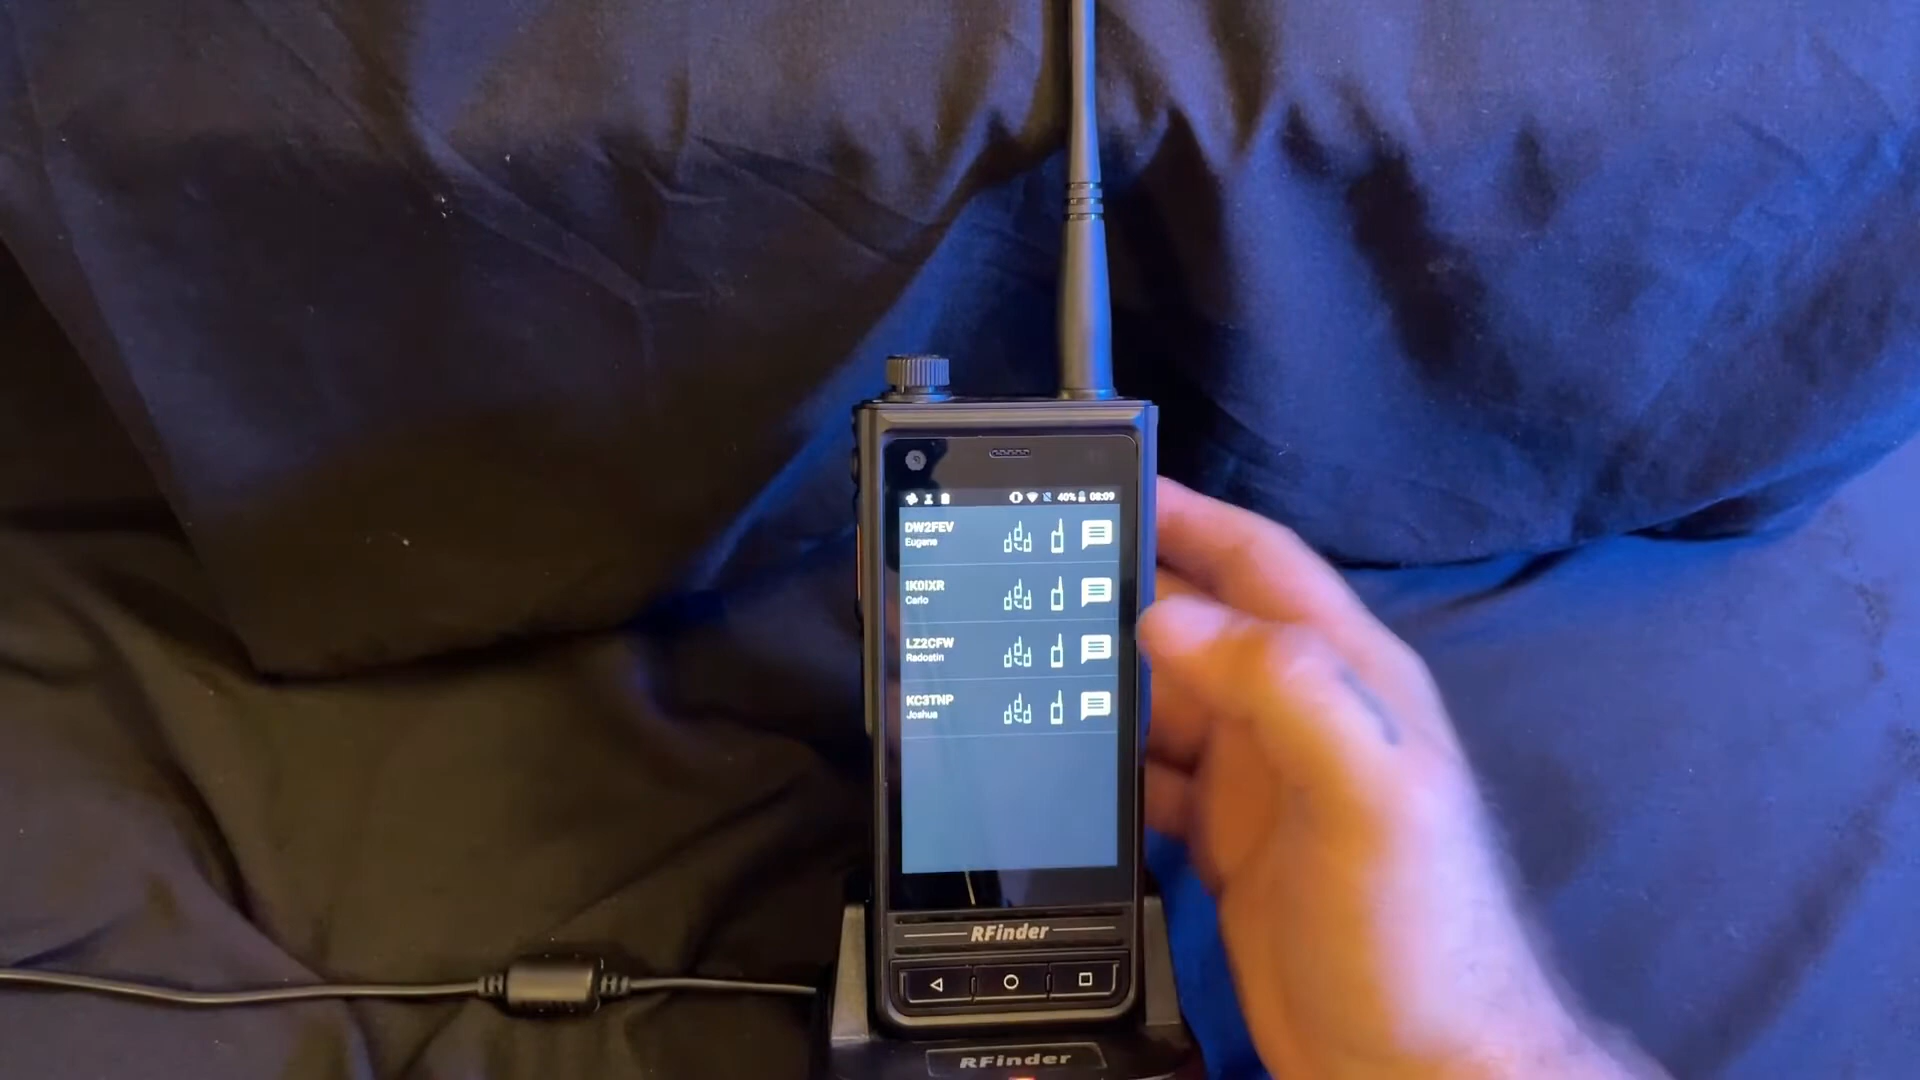 40% 08:09
DW2FEV
Eugene
IK0IXR
Carlo
LZ2CFW
Radostin
KC3TNP
Joshua
RFinder
RFinder